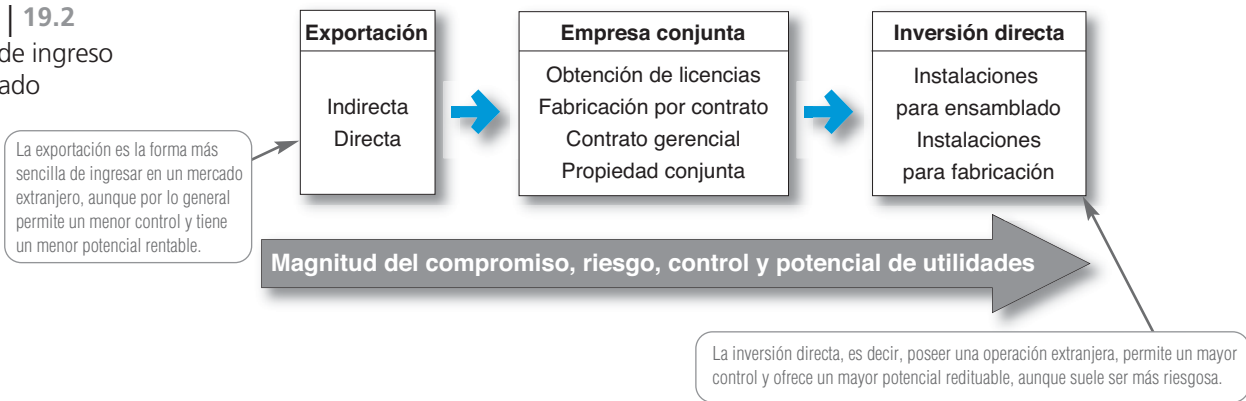 | 19.2
de ingreso
ado
La exportación es la forma más
sencilla de ingresar en un mercado
extranjero, aunque por lo general
permite un menor control y tiene
un menor potencial rentable.
Exportación
Indirecta
Directa
Empresa conjunta
Obtención de licencias
Fabricación por contrato
Contrato gerencial
Propiedad conjunta
Inversión directa
Instalaciones
para ensamblado
Instalaciones
para fabricación
Magnitud del compromiso, riesgo, control y potencial de utilidades
La inversión directa, es decir, poseer una operación extranjera, permite un mayor
control y ofrece un mayor potencial redituable, aunque suele ser más riesgosa.